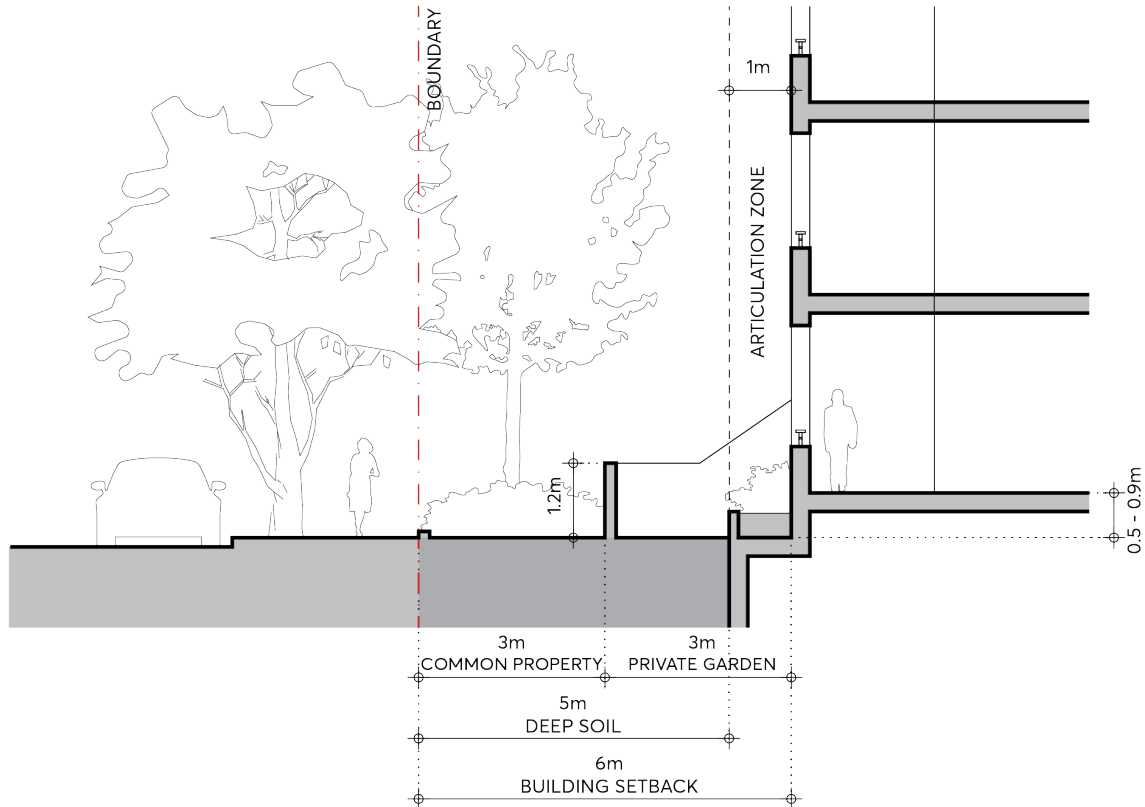 BOUNDARY
1m
ARTICULATION ZONE
1.2m
0.5 - 0.9m
3m
COMMON PROPERTY
3m
PRIVATE GARDEN
5m
DEEP SOIL
6m
BUILDING SETBACK